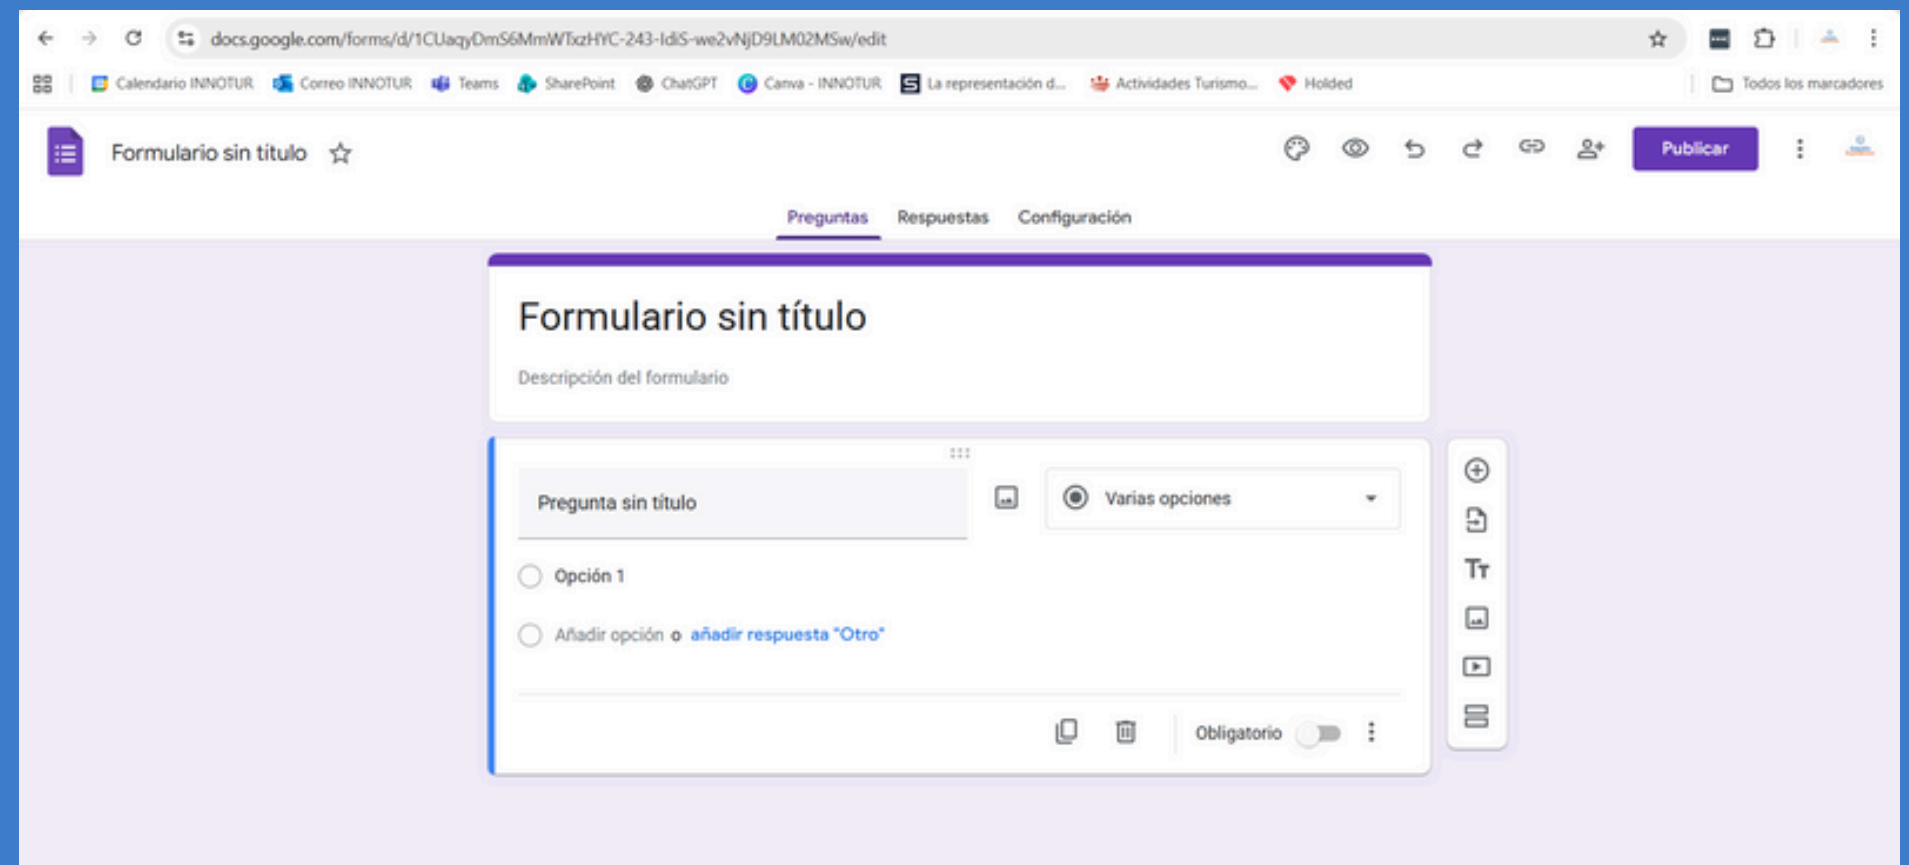 docs.google.com/forms/d/1CUaqyDmS6MmWTxzHYC-243-IdiS-we2vNjD9LM02MSw/edit
Calendario INNOTUR Correo INNOTUR Teams SharePoint ChatGPT Canva - INNOTUR La representación d... Actividades Turismo... Holded Todos los marcadores
Formulario sin título Publicar
Preguntas Respuestas Configuración
Formulario sin título
Descripción del formulario
Pregunta sin título Varias opciones
Opción 1
Añadir opción o añadir respuesta "Otro"
Obligatorio